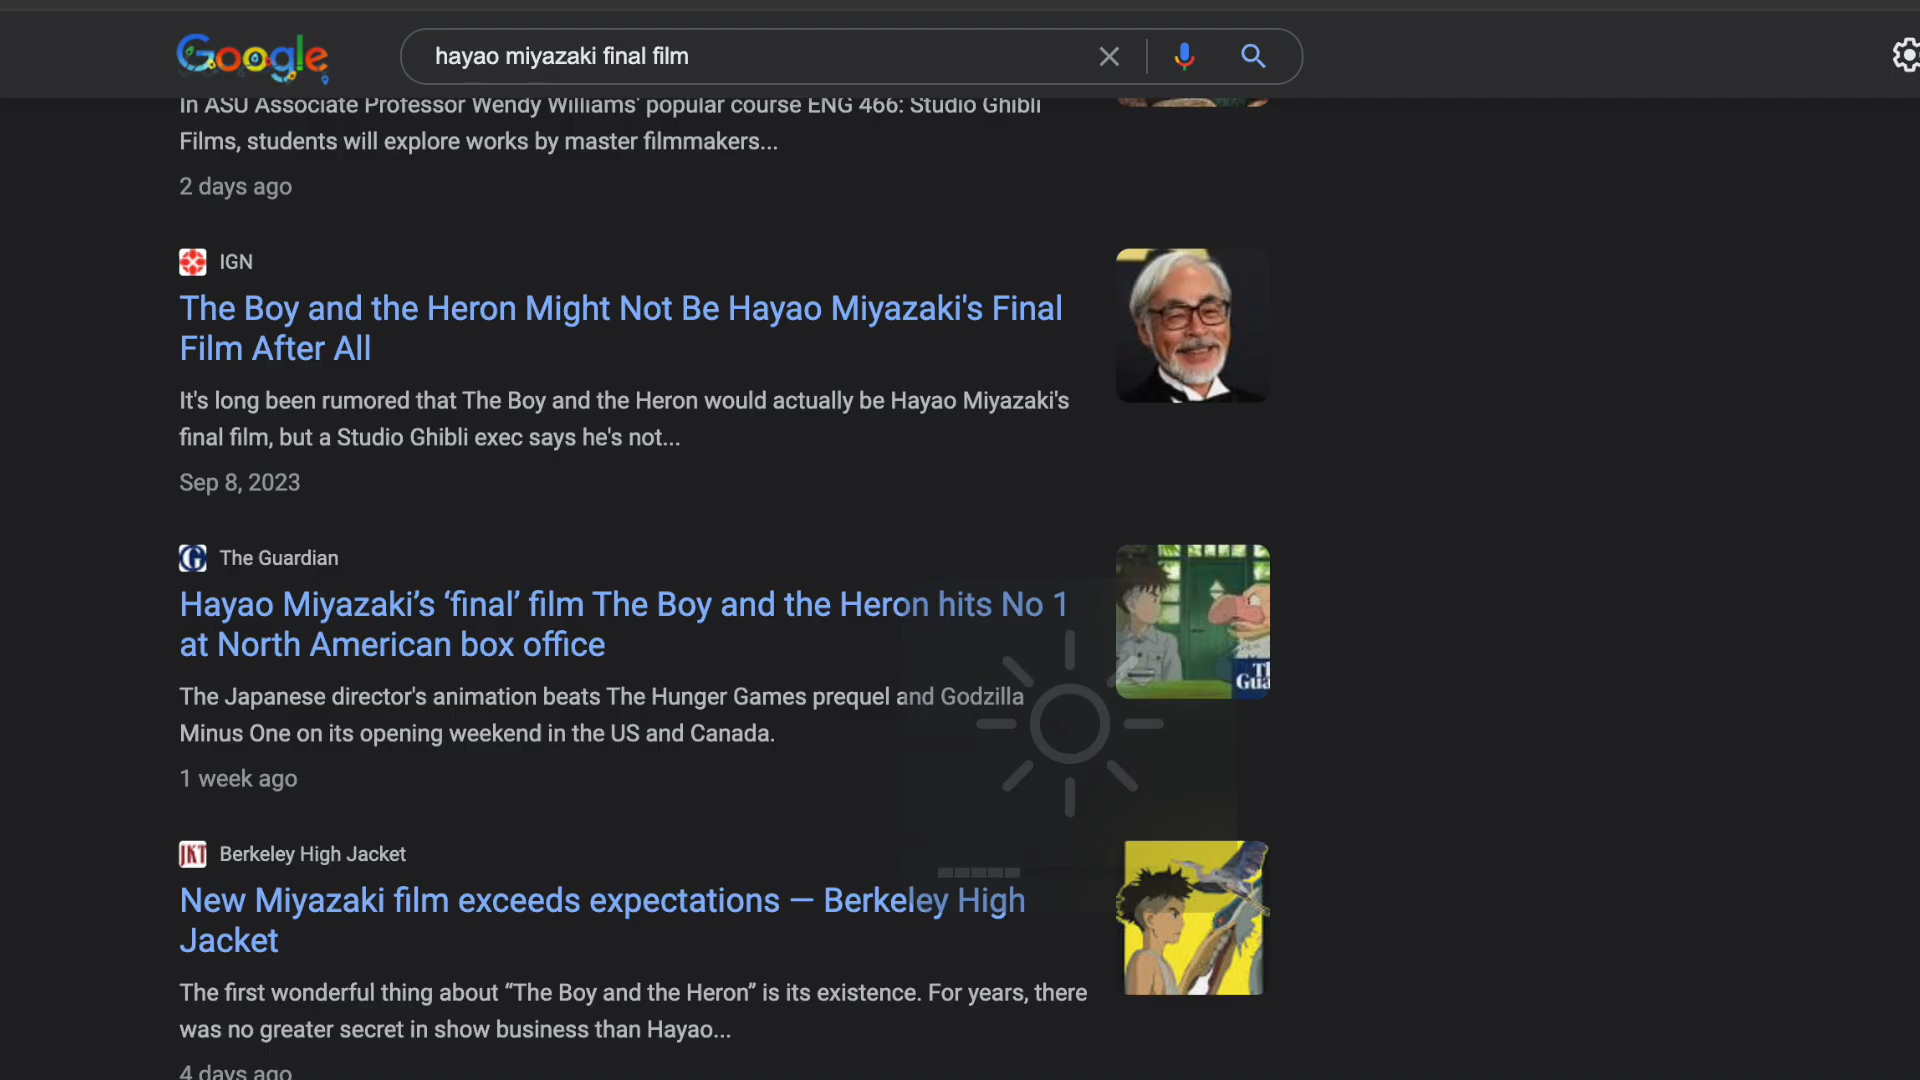 Google
hayao miyazaki final film
In ASU Associate Professor Wendy Williams' popular course ENG 466: Studio Ghibli
Films, students will explore works by master filmmakers...
2 days ago
IGN
The Boy and the Heron Might Not Be Hayao Miyazaki's Final
Film After All
It's long been rumored that The Boy and the Heron would actually be Hayao Miyazaki's
final film, but a Studio Ghibli exec says he's not...
Sep 8, 2023
G The Guardian
Hayao Miyazaki’s ‘final’ film The Boy and the Heron hits No 1
at North American box office
The Japanese director's animation beats The Hunger Games prequel and Godzilla
Minus One on its opening weekend in the US and Canada.
1 week ago
JKT Berkeley High Jacket
New Miyazaki film exceeds expectations — Berkeley High
Jacket
The first wonderful thing about “The Boy and the Heron” is its existence. For years, there
was no greater secret in show business than Hayao...
4 days ago